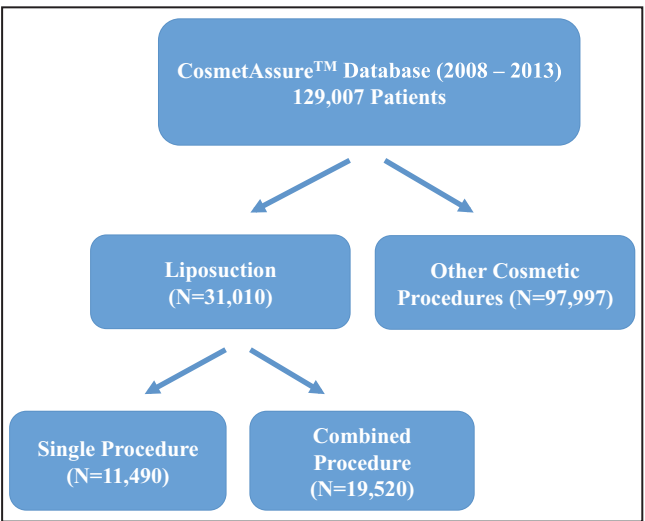 CosmetAssure™ Database (2008 – 2013)
129,007 Patients
Liposuction
(N=31,010)
Other Cosmetic
Procedures (N=97,997)
Single Procedure
(N=11,490)
Combined
Procedure
(N=19,520)